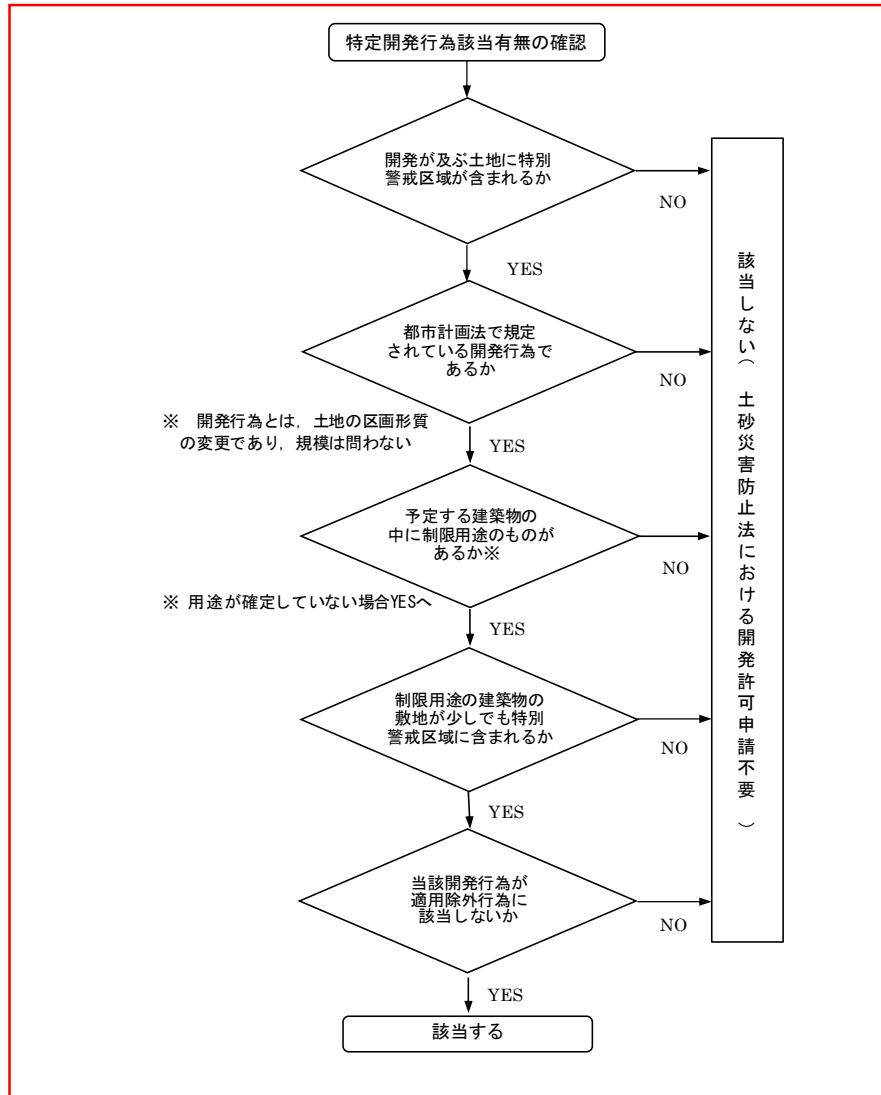 特定開発行為該当有無の確認
開発が及ぶ土地に特別
警戒区域が含まれるか
NO
YES
都市計画法で規定
されている開発行為で
あるか
NO
※　開発行為とは，土地の区画形質
の変更であり，規模は問わない
YES
予定する建築物の
中に制限用途のものが
あるか※
NO
※ 用途が確定していない場合YESへ
YES
制限用途の建築物の
敷地が少しでも特別
警戒区域に含まれるか
NO
YES
当該開発行為が
適用除外行為に
該当しないか
NO
YES
該当する
該当しない（　土砂災害防止法における開発許可申請不要　）